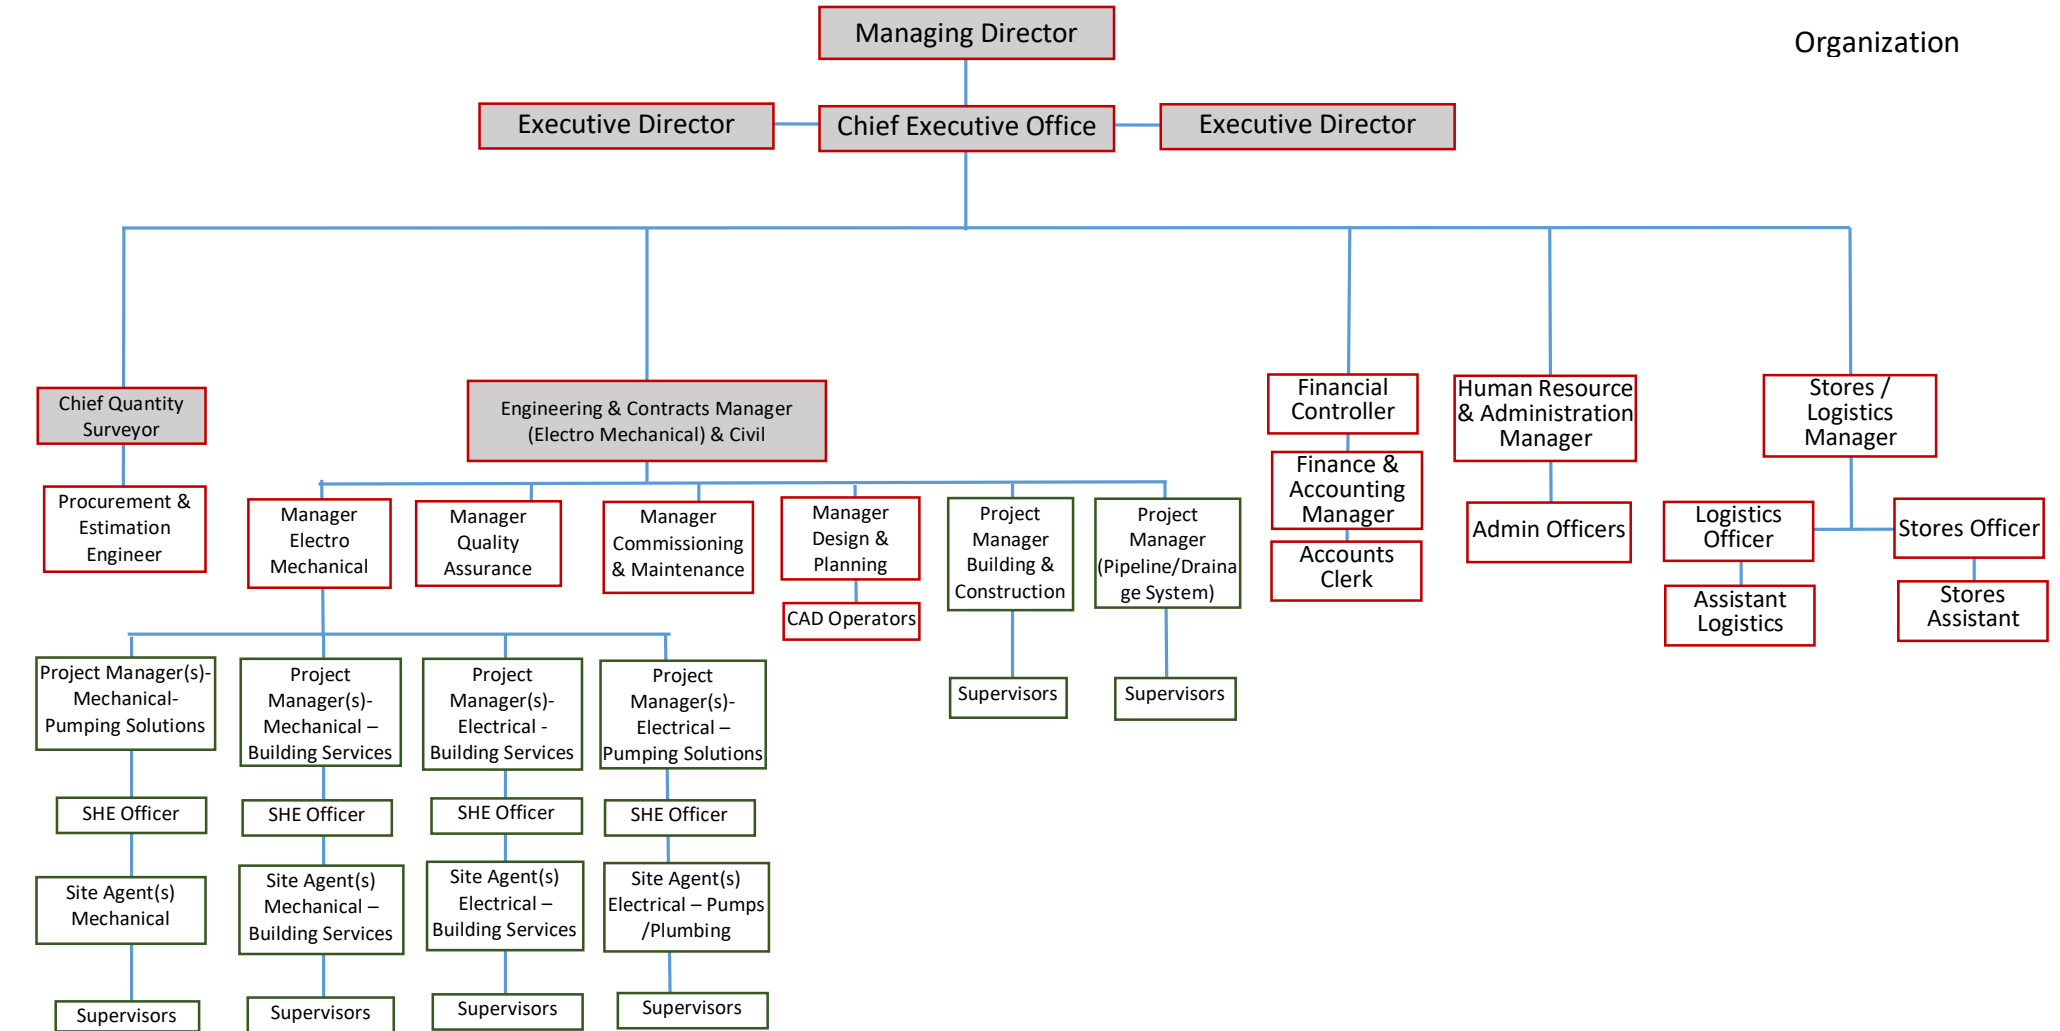 Organization
Managing Director
Executive Director
Chief Executive Office
Executive Director
Chief Quantity
Surveyor
Engineering & Contracts Manager
(Electro Mechanical) & Civil
Financial
Controller
Human Resource
& Administration
Manager
Stores /
Logistics
Manager
Procurement &
Estimation
Engineer
Manager
Electro
Mechanical
Manager
Quality
Assurance
Manager
Commissioning
& Maintenance
Manager
Design &
Planning
Project
Manager
Building &
Construction
Project
Manager
(Pipeline/Draina
ge System)
Finance &
Accounting
Manager
Admin Officers
Logistics
Officer
Stores Officer
CAD Operators
Accounts
Clerk
Assistant
Logistics
Stores
Assistant
Project Manager(s)-
Mechanical-
Pumping Solutions
Project
Manager(s)-
Mechanical –
Building Services
Project
Manager(s)-
Electrical -
Building Services
Project
Manager(s)-
Electrical –
Pumping Solutions
Supervisors
Supervisors
SHE Officer
SHE Officer
SHE Officer
SHE Officer
Site Agent(s)
Mechanical
Site Agent(s)
Mechanical –
Building Services
Site Agent(s)
Electrical –
Building Services
Site Agent(s)
Electrical – Pumps
/Plumbing
Supervisors
Supervisors
Supervisors
Supervisors